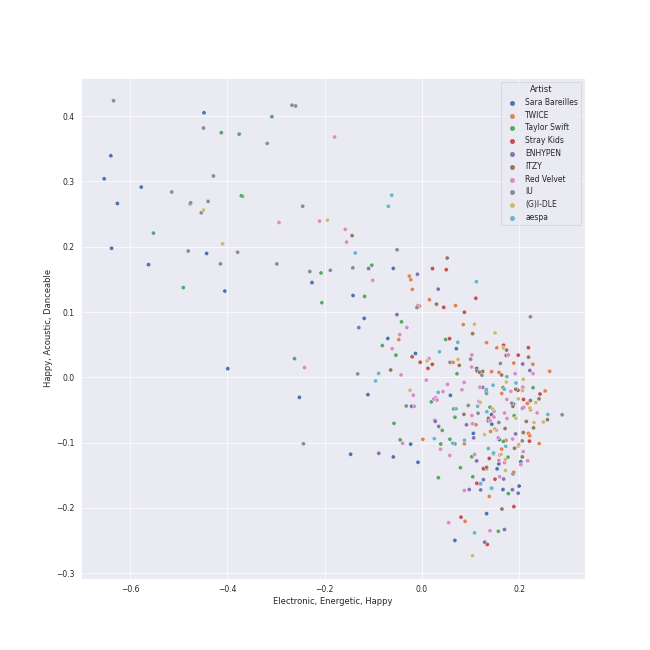 Artist
Sara Bareilles
TWICE
Taylor Swift
Stray Kids
ENHYPEN
ITZY
Red Velvet
IU
(G)I-DLE
aespa
Happy, Acoustic, Danceable
0.4
0.3
0.2
0.1
0.0
−0.1
−0.2
−0.3
−0.6
−0.4
−0.2
0.0
0.2
Electronic, Energetic, Happy